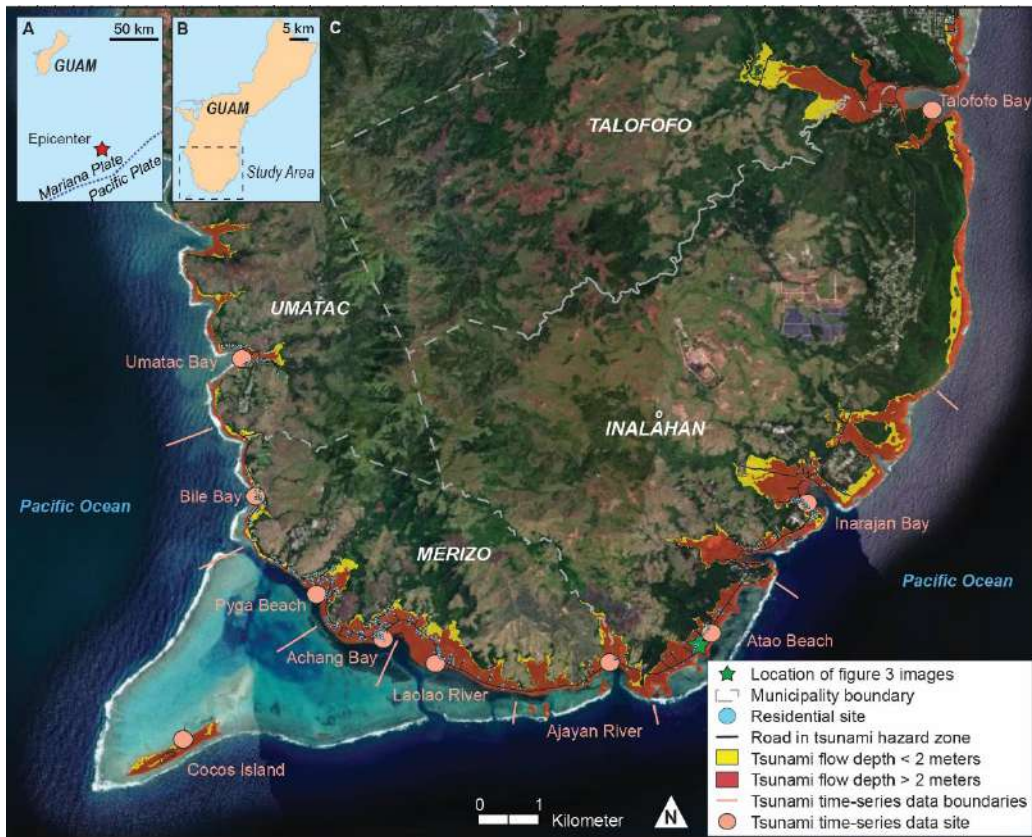 A
50 km
GUAM
Epicenter
Mariana Plate
Pacific Plate
B
5 km
GUAM
Study Area
C
TALOFOFO
Talofofo Bay
UMATAC
Umatac Bay
INALÅHAN
Bile Bay
Pacific Ocean
Inarajan Bay
MERIZO
Pacific Ocean
Pyga Beach
Achang Bay
Atao Beach
Laolao River
Ajayan River
Cocos Island
0 1
Kilometer
N
Location of figure 3 images
Municipality boundary
Residential site
Road in tsunami hazard zone
Tsunami flow depth < 2 meters
Tsunami flow depth > 2 meters
Tsunami time-series data boundaries
Tsunami time-series data site